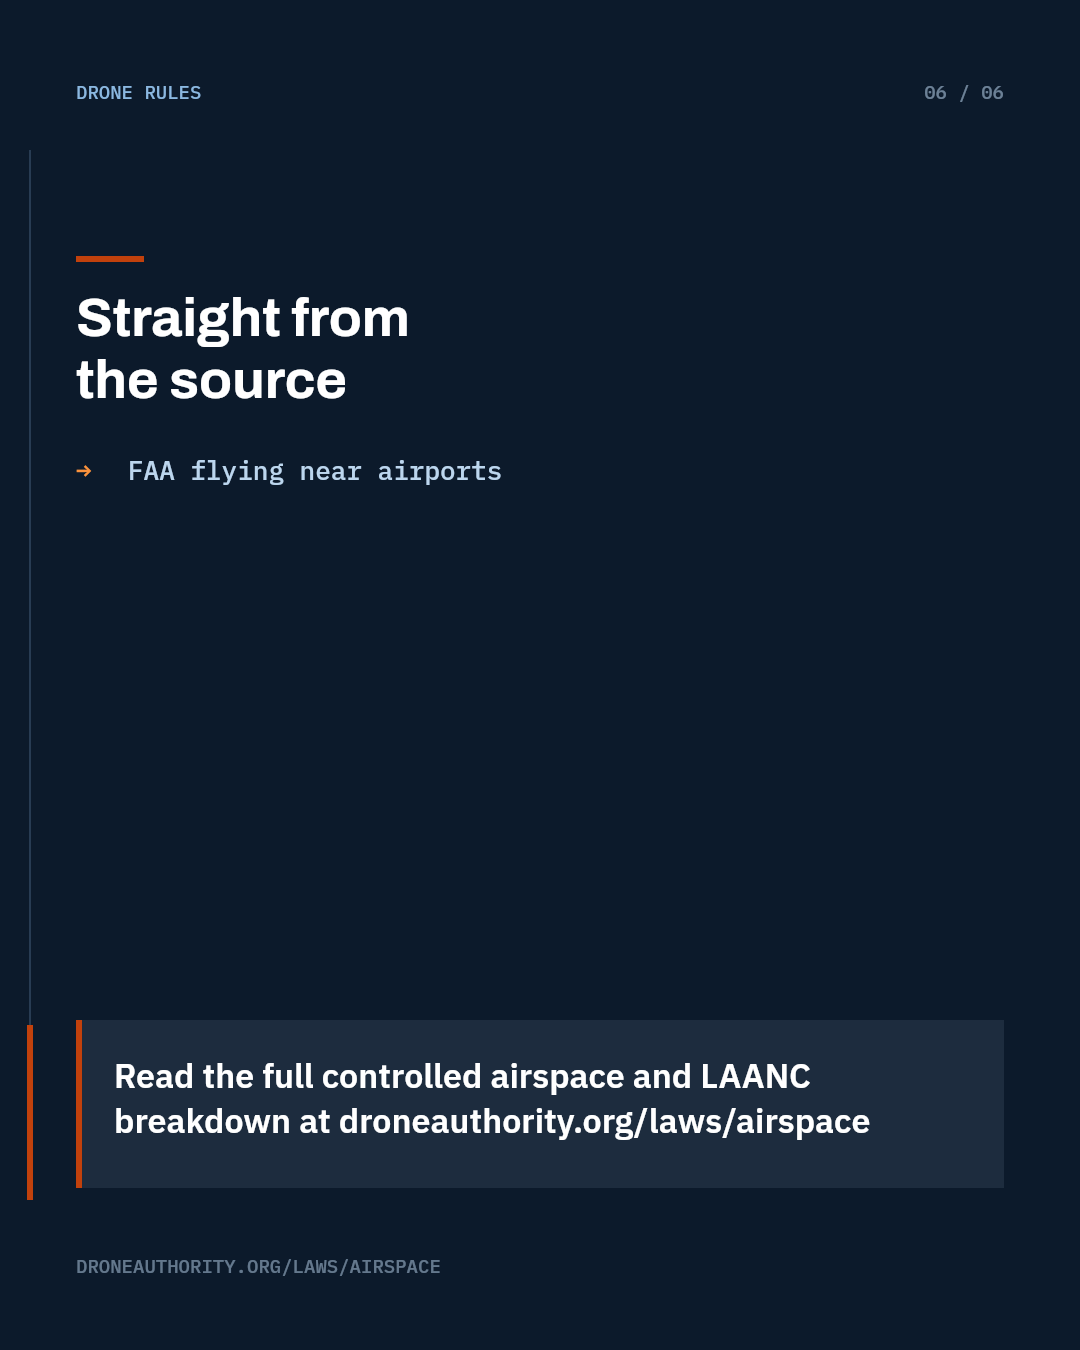 DRONE RULES
06 / 06
Straight from
the source
→ FAA flying near airports
Read the full controlled airspace and LAANC
breakdown at droneauthority.org/laws/airspace
DRONEAUTHORITY.ORG/LAWS/AIRSPACE